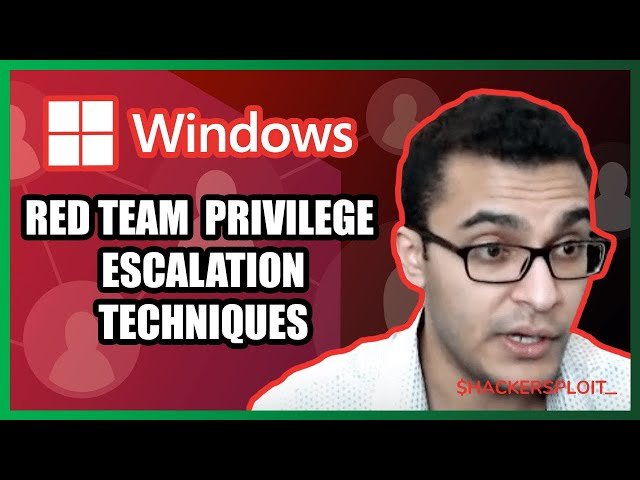 Windows
RED TEAM PRIVILEGE
ESCALATION
TECHNIQUES
$HACKERSPLOIT_